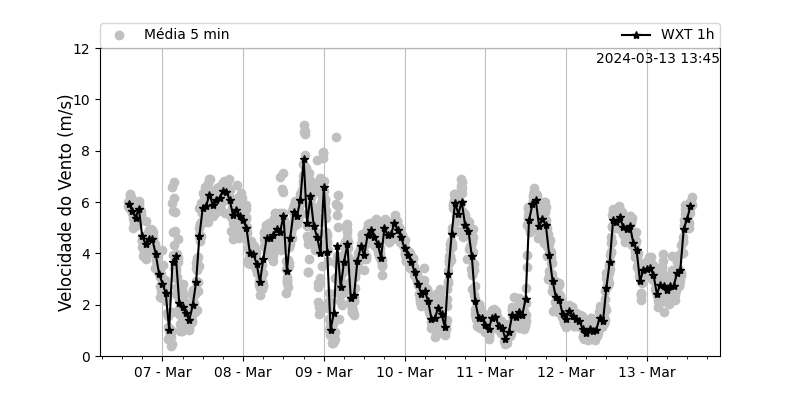 Média 5 min
WXT 1h
2024-03-13 13:45
Velocidade do Vento (m/s)
12
10
8
6
4
2
0
07 - Mar
08 - Mar
09 - Mar
10 - Mar
11 - Mar
12 - Mar
13 - Mar